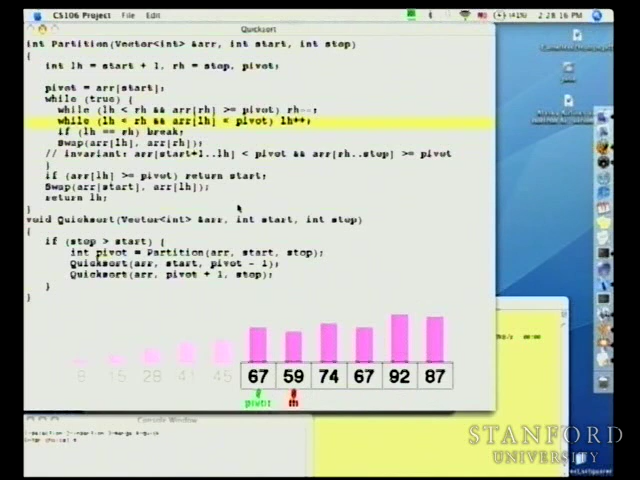 CS106 Project File Edit
2:28:16 PM
Quicksort
int Partition(Vector<int> &arr, int start, int stop)
{
int lh = start + 1, rh = stop, pivot;
pivot = arr[start];
while (true) {
while (lh < rh && arr[rh] >= pivot) rh--;
while (lh < rh && arr[lh] < pivot) lh++;
if (lh == rh) break;
Swap(arr[lh], arr[rh]);
// invariant: arr[start+1..lh] < pivot && arr[rh..stop] >= pivot
}
if (arr[lh] >= pivot) return start;
Swap(arr[start], arr[lh]);
return lh;
}
void Quicksort(Vector<int> &arr, int start, int stop)
{
if (stop > start) {
int pivot = Partition(arr, start, stop);
Quicksort(arr, start, pivot - 1);
Quicksort(arr, pivot + 1, stop);
}
}
15 28 41 45 67 59 74 67 92 87
pivot
Console Window
STANFORD
UNIVERSITY